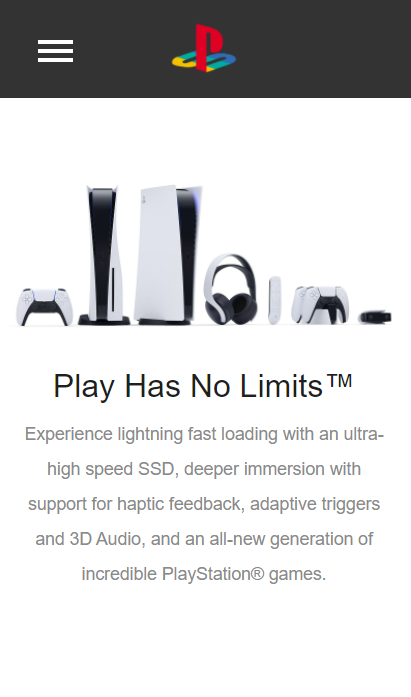 Play Has No Limits™
Experience lightning fast loading with an ultra-
high speed SSD, deeper immersion with
support for haptic feedback, adaptive triggers
and 3D Audio, and an all-new generation of
incredible PlayStation® games.